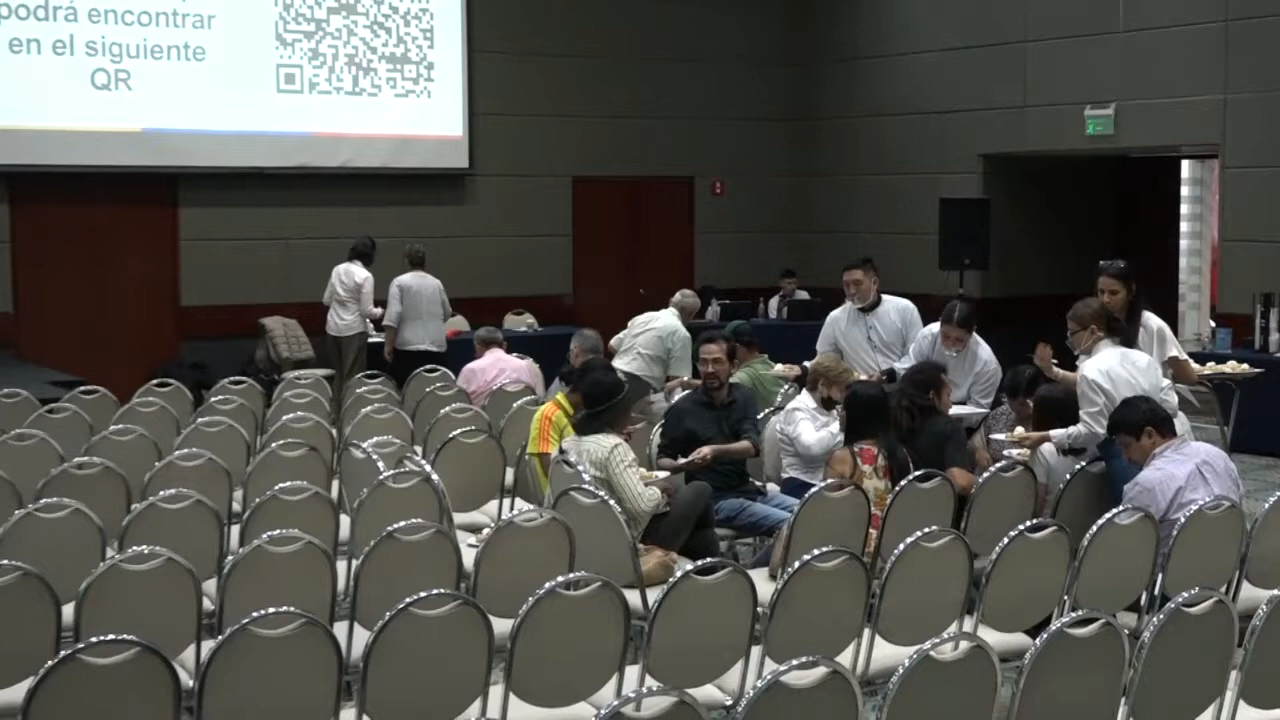 podrá encontrar
en el siguiente
QR